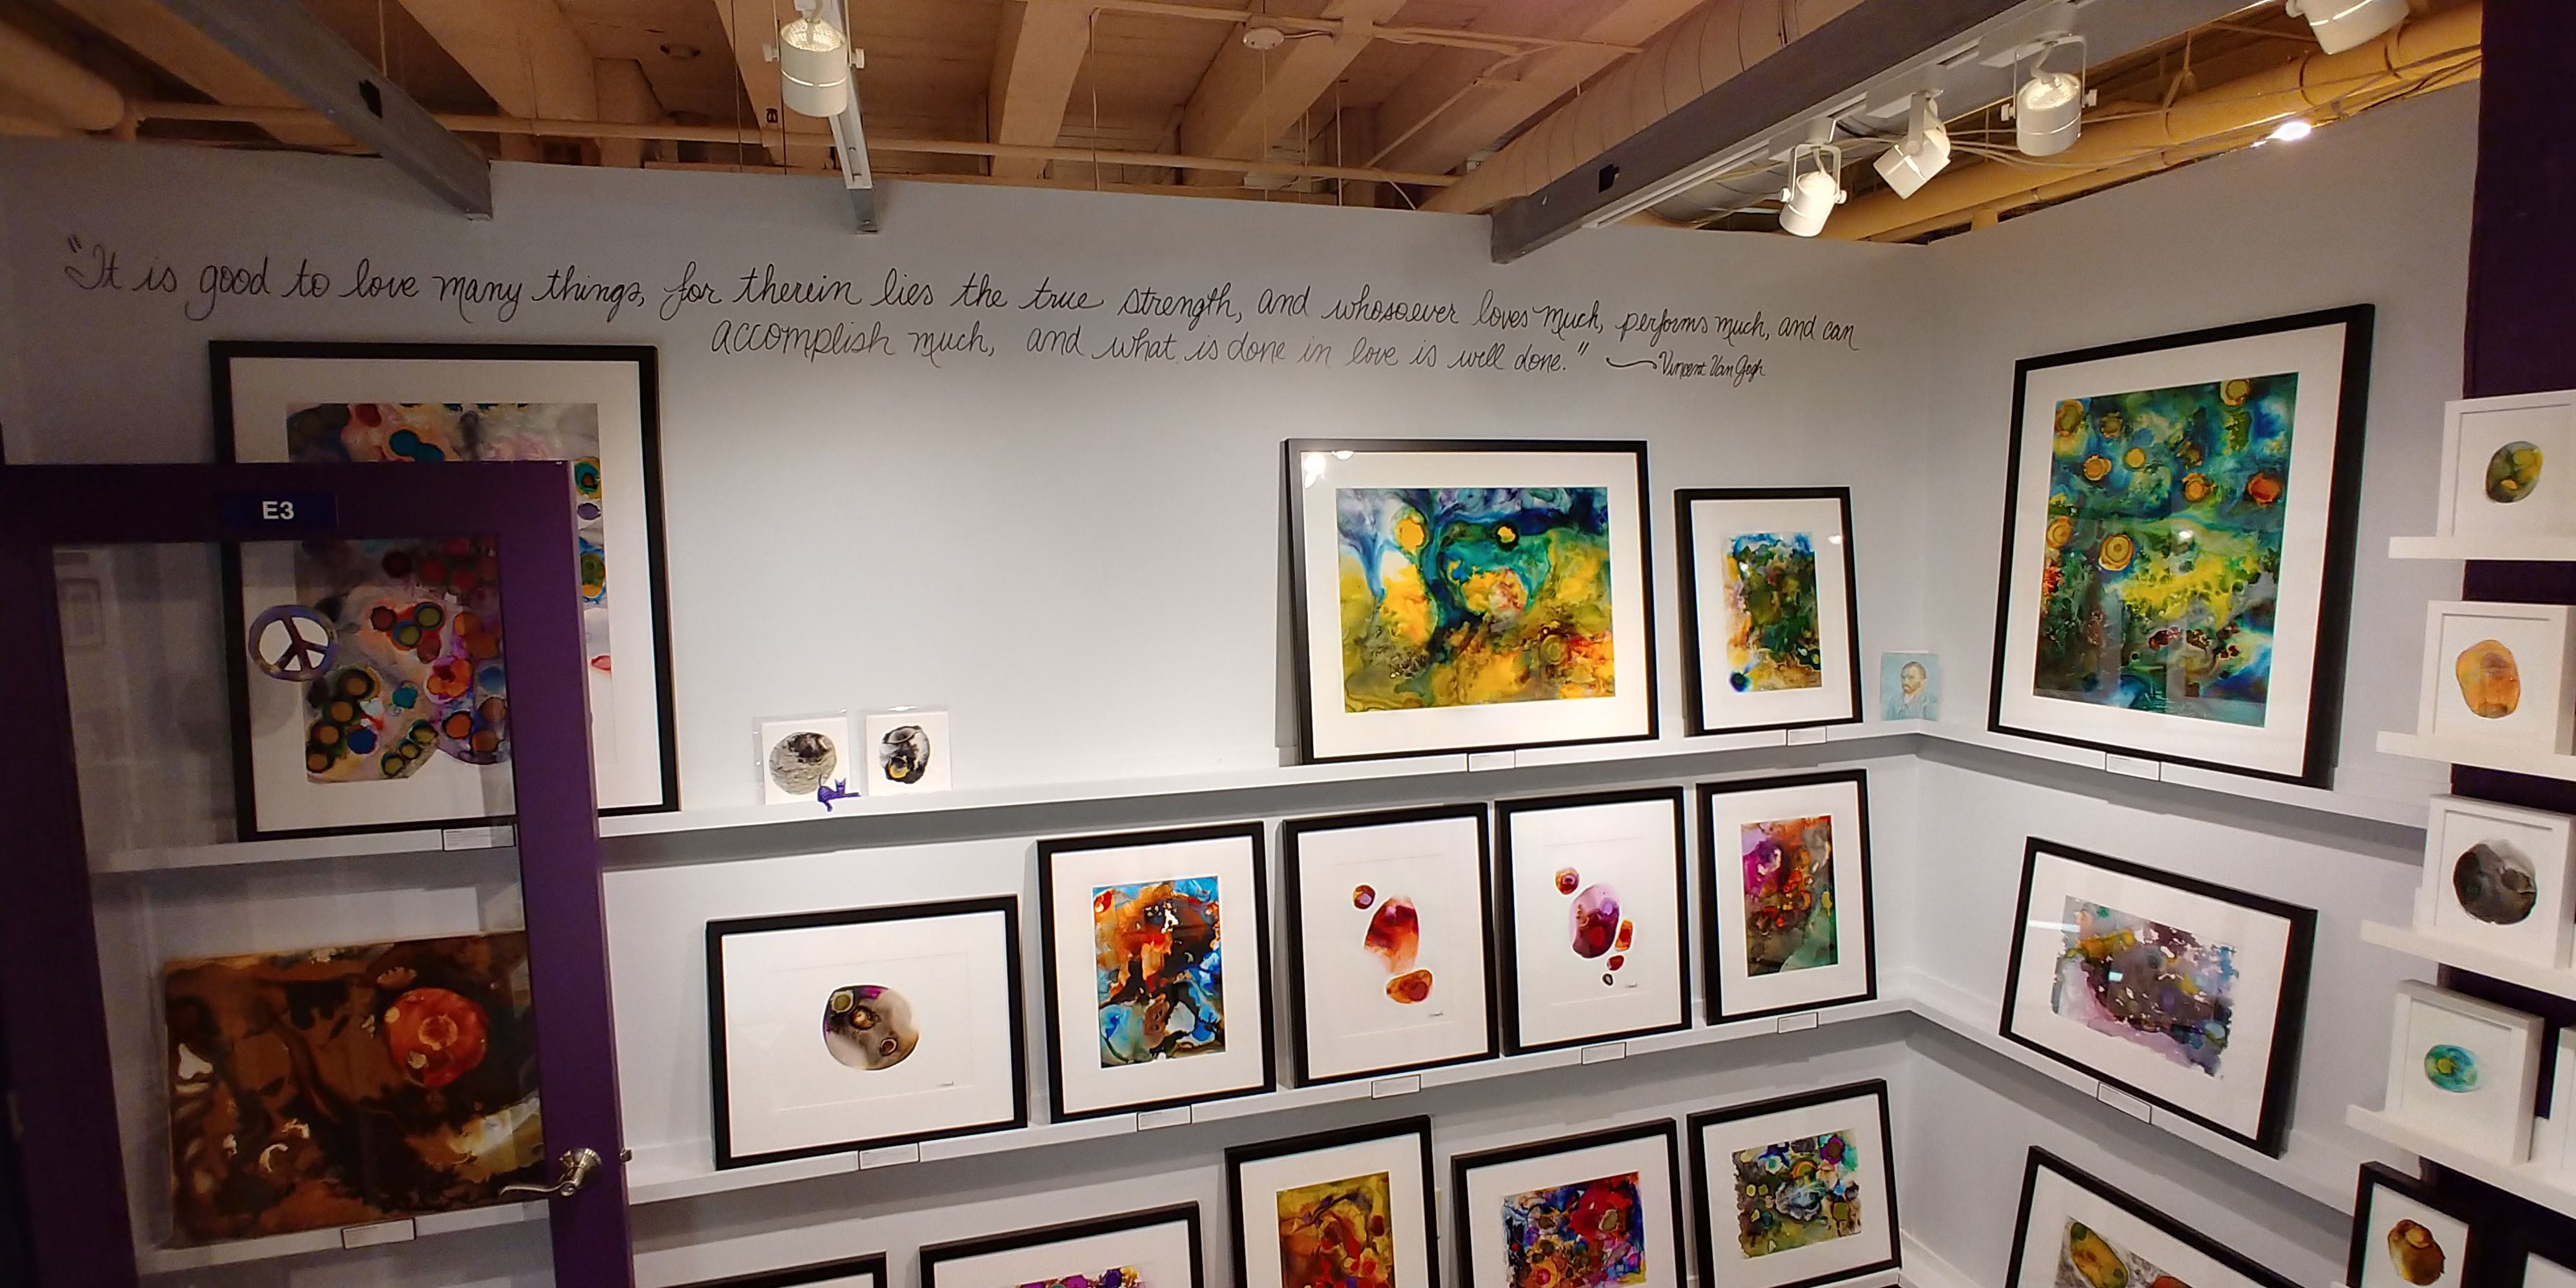 "It is good to love many things, for therein lies the true strength, and whosoever loves much, performs much, and can
accomplish much, and what is done in love is well done." — Vincent Van Gogh
E3